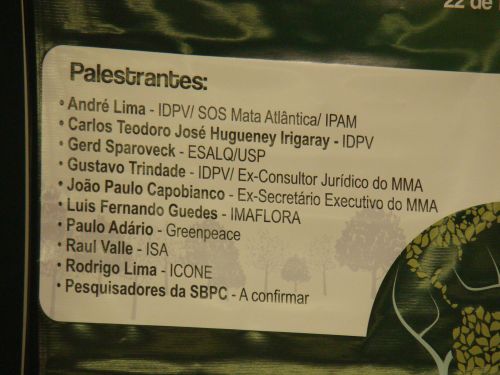 22 de
Palestrantes:
• André Lima - IDPV/ SOS Mata Atlântica/ IPAM
• Carlos Teodoro José Hugueney Irigaray - IDPV
• Gerd Sparoveck - ESALQ/USP
• Gustavo Trindade - IDPV/ Ex-Consultor Jurídico do MMA
• João Paulo Capobianco - Ex-Secretário Executivo do MMA
• Luis Fernando Guedes - IMAFLORA
• Paulo Adário - Greenpeace
• Raul Valle - ISA
• Rodrigo Lima - ICONE
• Pesquisadores da SBPC - A confirmar